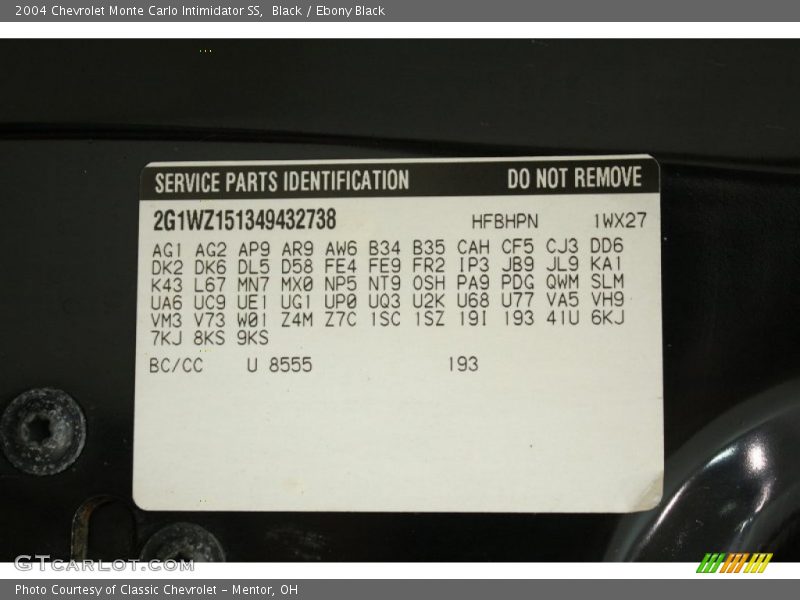 2004 Chevrolet Monte Carlo Intimidator SS,  Black / Ebony Black
SERVICE PARTS IDENTIFICATION DO NOT REMOVE
2G1WZ151349432738 HFBHPN 1WX27
AG1 AG2 AP9 AR9 AW6 B34 B35 CAH CF5 CJ3 DD6
DK2 DK6 DL5 D58 FE4 FE9 FR2 IP3 JB9 JL9 KA1
K43 L67 MN7 MX0 NP5 NT9 OSH PA9 PDG QWM SLM
UA6 UC9 UE1 UG1 UP0 UQ3 U2K U68 U77 VA5 VH9
VM3 V73 W01 Z4M Z7C 1SC 1SZ 19I 193 41U 6KJ
7KJ 8KS 9KS
BC/CC U 8555 193
GTCARLOT.COM
Photo Courtesy of Classic Chevrolet - Mentor, OH